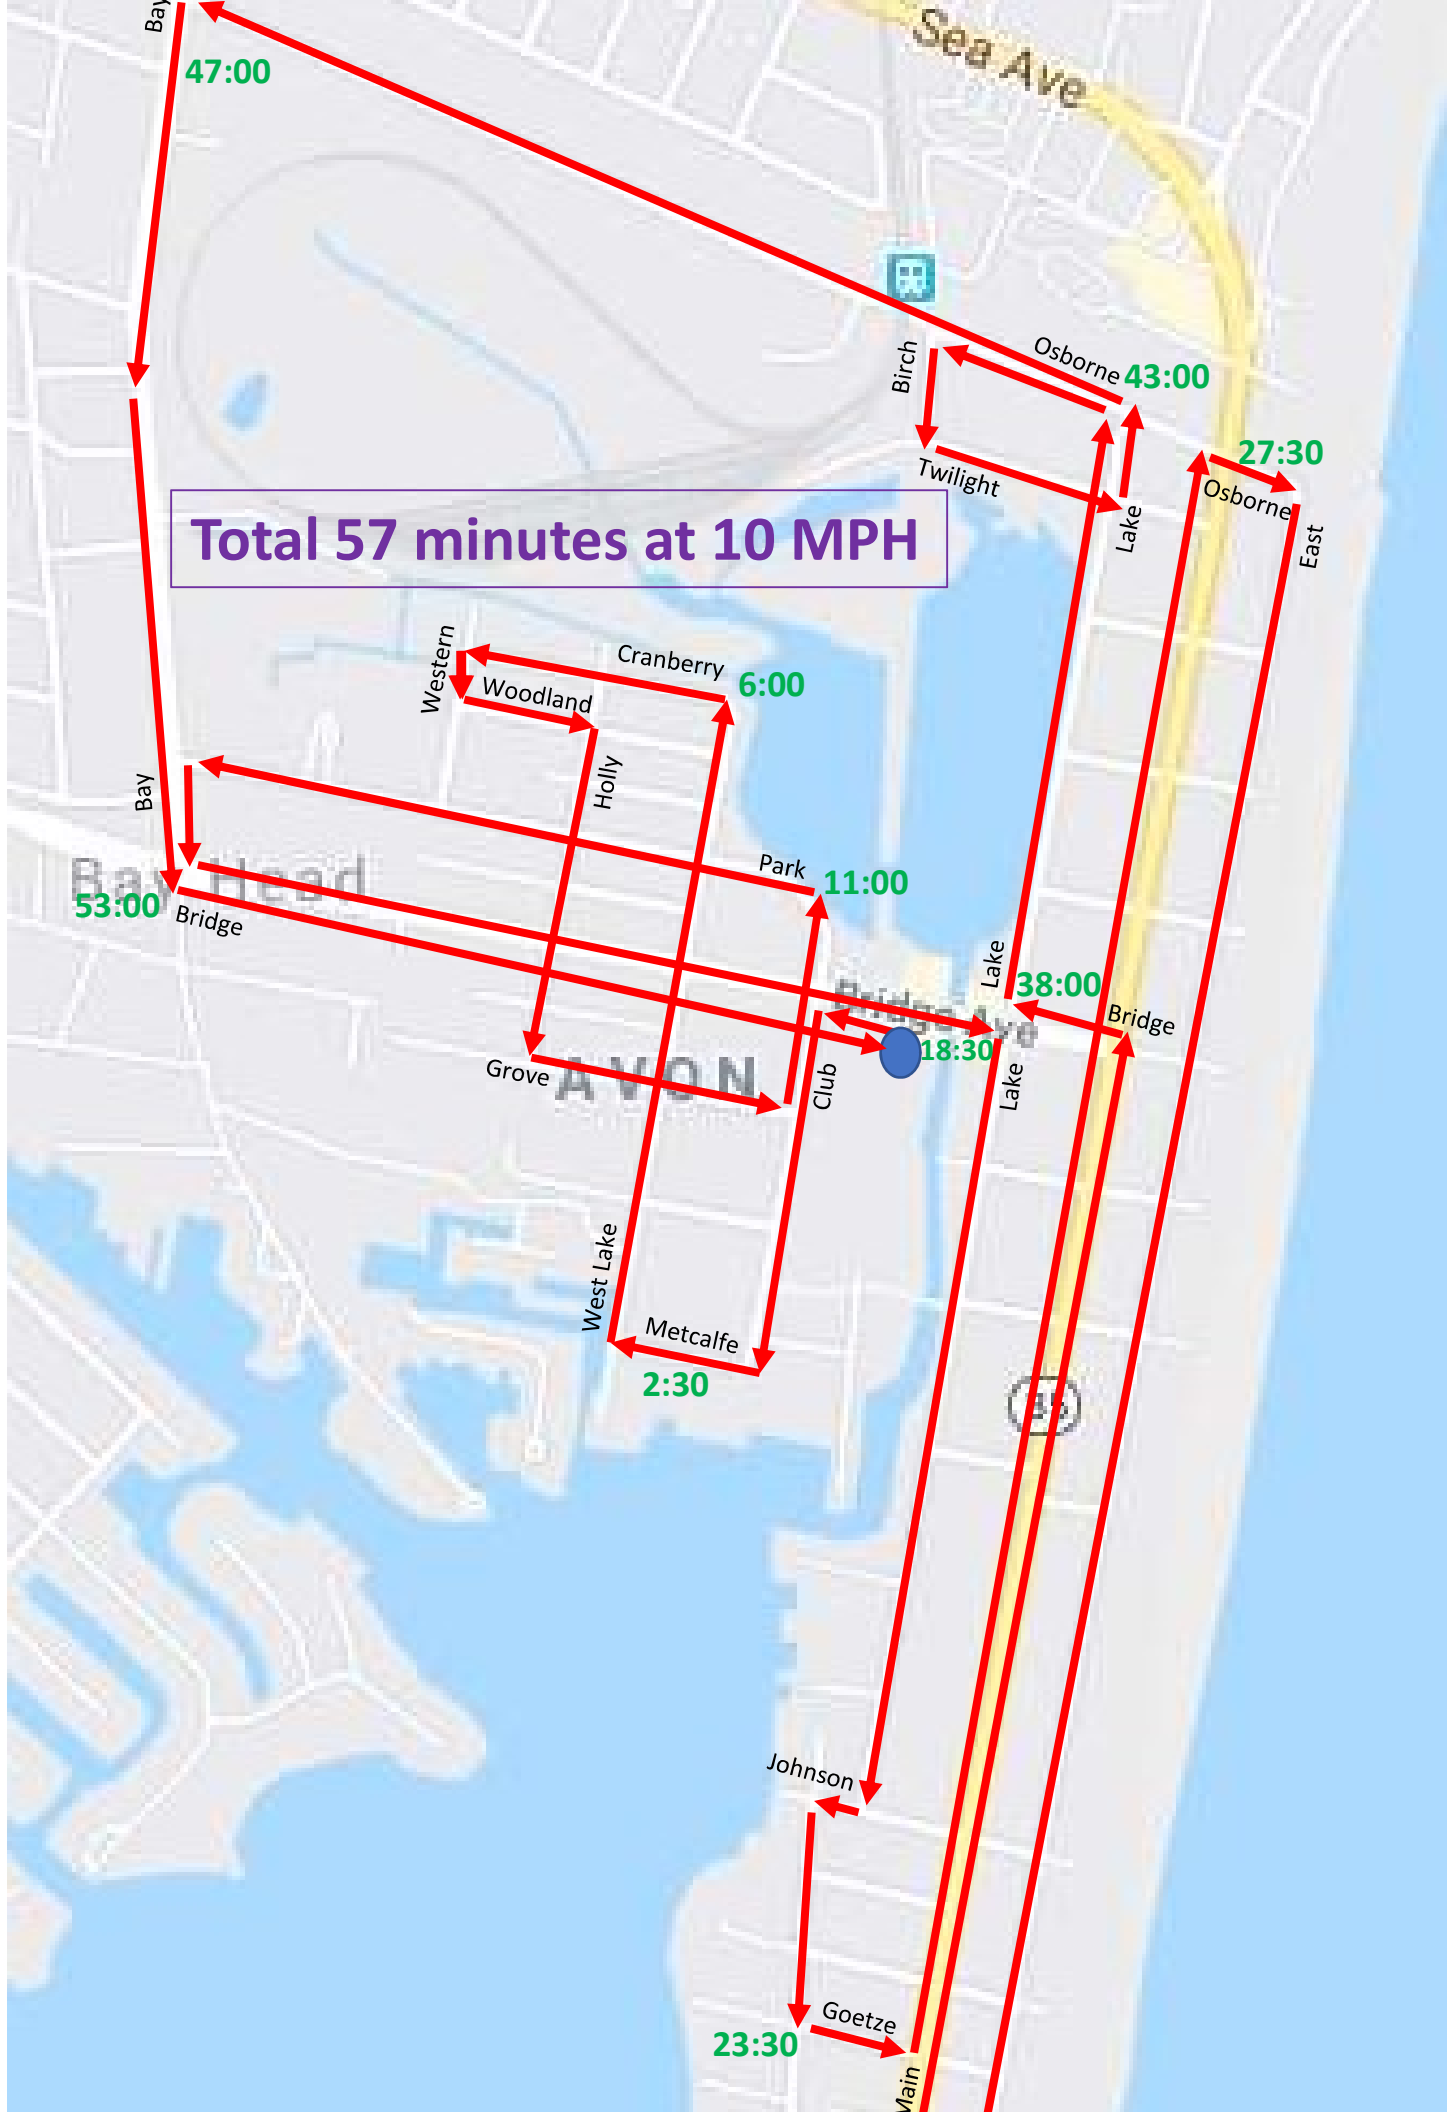 Bay
47:00
Sea Ave
Osborne
43:00
Birch
27:30
Twilight
Osborne
Lake
East
Total 57 minutes at 10 MPH
Western
Cranberry
6:00
Woodland
Holly
Bay
Park
11:00
Bay Head
53:00
Bridge
Lake
38:00
Bridge Ave
Bridge
18:30
Grove
AVON
Club
Lake
West Lake
Metcalfe
2:30
35
Johnson
Goetze
23:30
Main